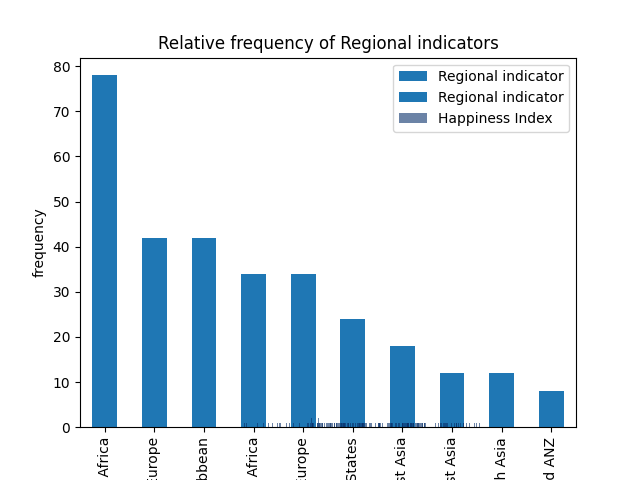 Relative frequency of Regional indicators
80
70
60
50
40
30
20
10
0
frequency
Regional indicator
Regional indicator
Happiness Index
Africa
Europe
bbean
Africa
Europe
States
st Asia
st Asia
h Asia
d ANZ